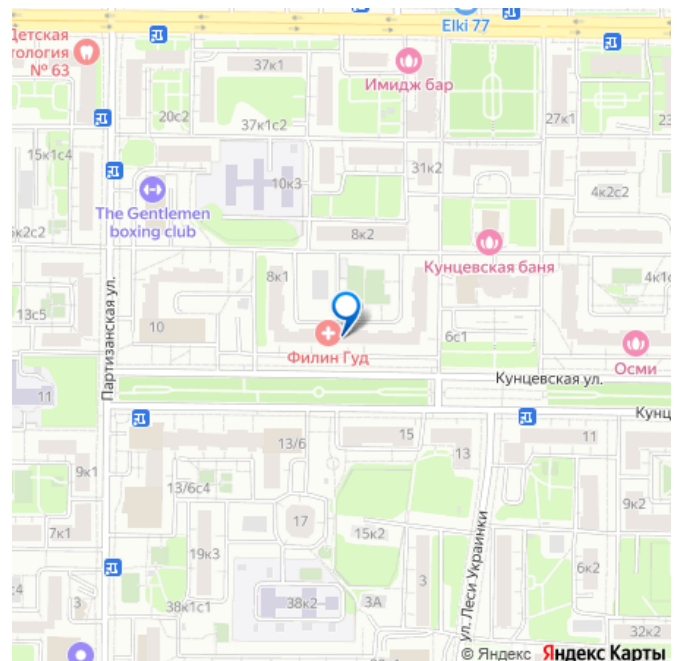 Elki 77
Детская
тология
№ 63
37к1
Имидж бар
20с2
37к1с2
27к1
23
15к1с4
31к2
10к3
4к2с2
The Gentlemen
boxing club
6к2с2
8к2
Кунцевская баня
8к1
4к1с
13с5
Партизанская ул.
10
6с1
Филин Гуд
Осми
Кунцевская ул.
11
Кунц
13/6
15
13
11
9к1
13/6с4
17
9к2
7к1
15к2
19к3
ул. Леси Украинки
6к2
3
38к1с1
38к2
3А
32к2
© Яндекс Яндекс Карты